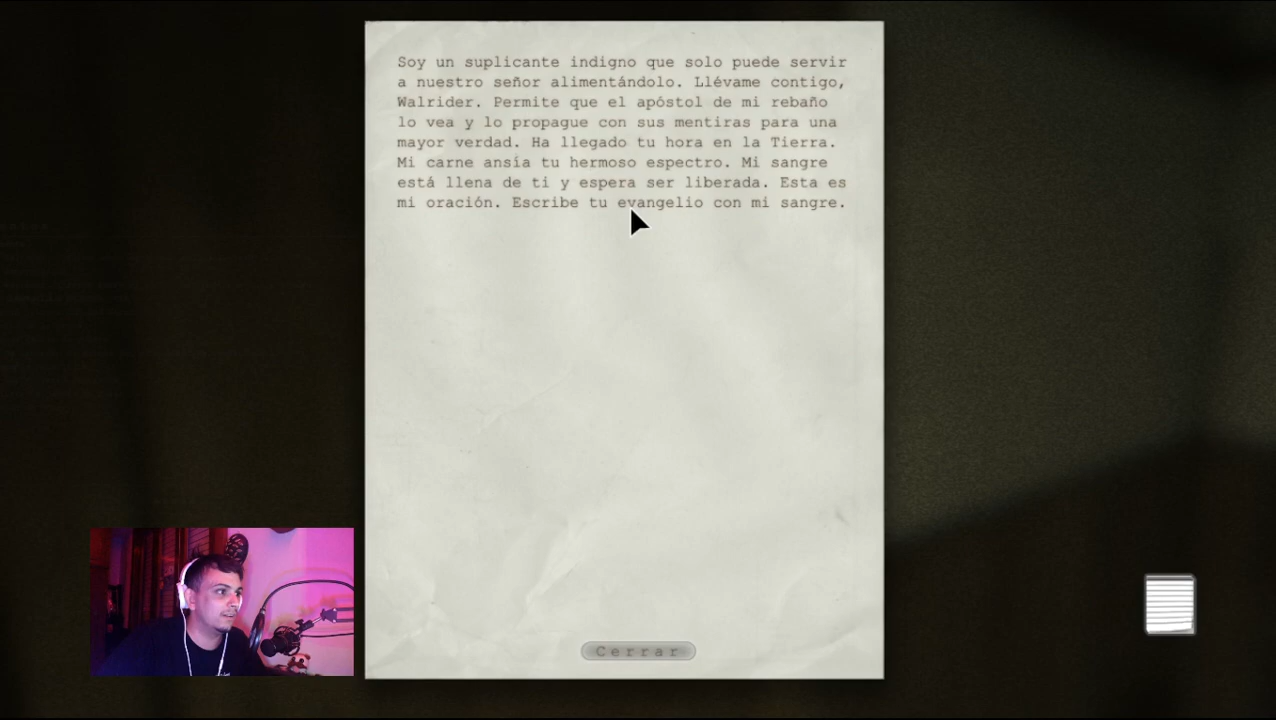 Soy un suplicante indigno que solo puede servir
a nuestro señor alimentándolo. Llévame contigo,
Walrider. Permite que el apóstol de mi rebaño
lo vea y lo propague con sus mentiras para una
mayor verdad. Ha llegado tu hora en la Tierra.
Mi carne ansía tu hermoso espectro. Mi sangre
está llena de ti y espera ser liberada. Esta es
mi oración. Escribe tu evangelio con mi sangre.
Cerrar